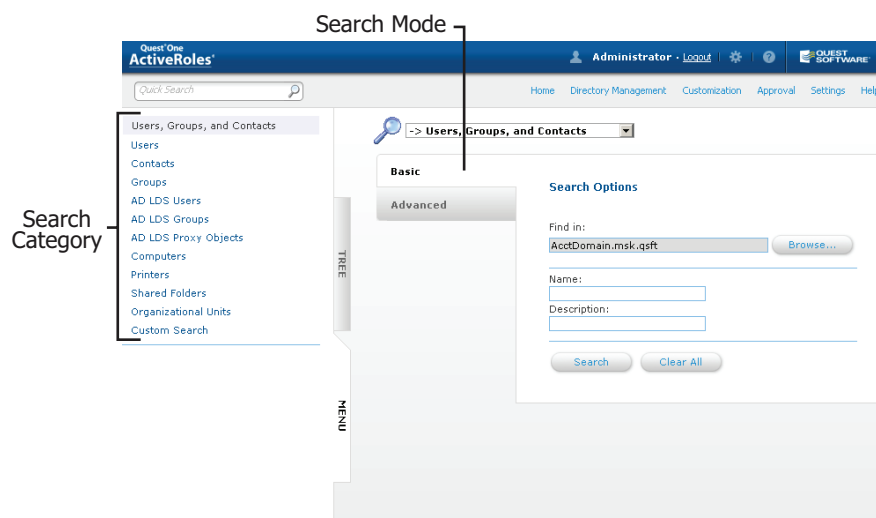 Search Mode
Quest®One
ActiveRoles®
Administrator · Logout
QUEST
SOFTWARE®
Quick Search
Home Directory Management Customization Approval Settings Help
Search
Category
Users, Groups, and Contacts
Users
Contacts
Groups
AD LDS Users
AD LDS Groups
AD LDS Proxy Objects
Computers
Printers
Shared Folders
Organizational Units
Custom Search
TREE
MENU
-> Users, Groups, and Contacts
Basic
Advanced
Search Options
Find in:
AcctDomain.msk.qsft
Browse...
Name:
Description:
Search Clear All